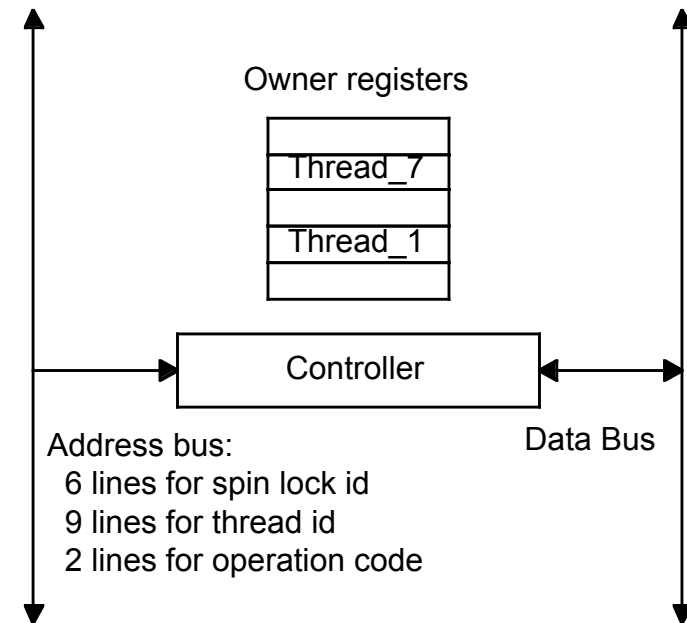 Owner registers
Thread_7
Thread_1
Controller
Address bus:
6 lines for spin lock id
9 lines for thread id
2 lines for operation code
Data Bus